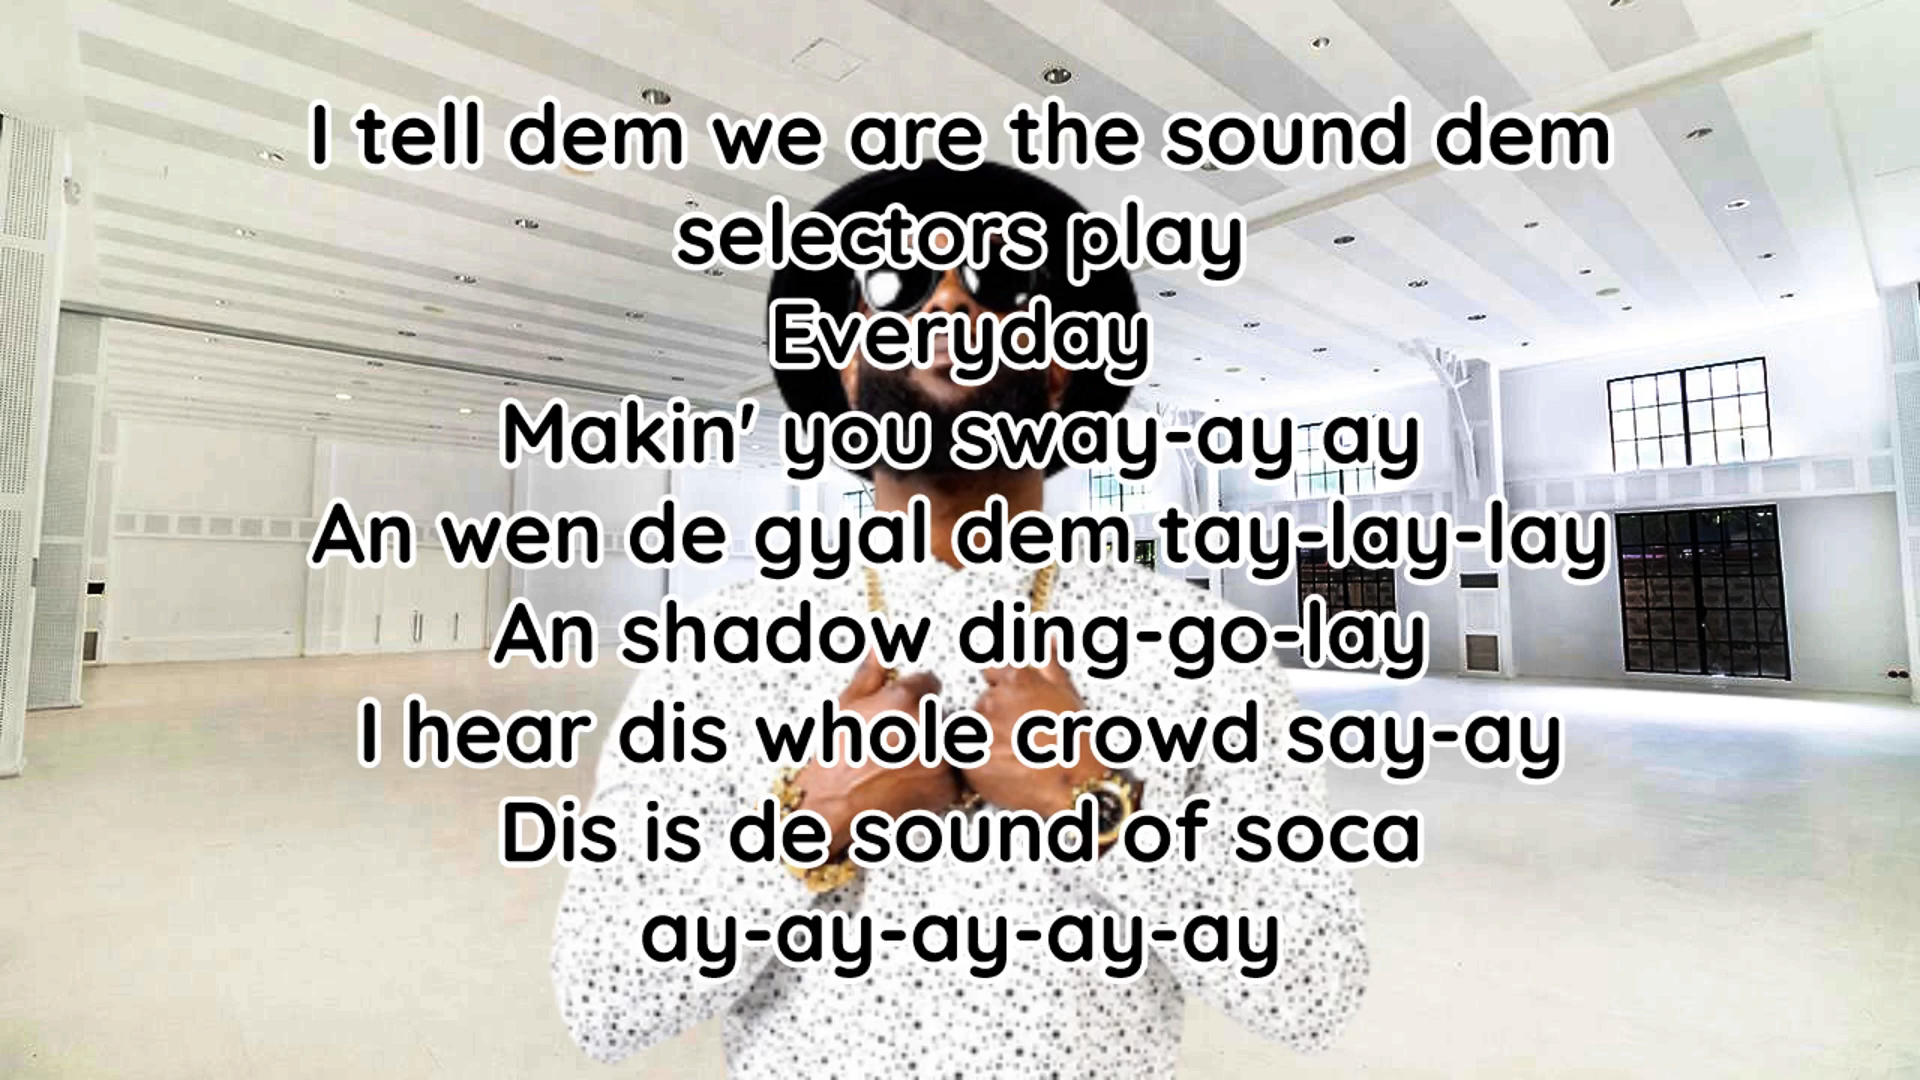 I tell dem we are the sound dem
selectors play
Everyday
Makin' you sway-ay ay
An wen de gyal dem tay-lay-lay
An shadow ding-go-lay
I hear dis whole crowd say-ay
Dis is de sound of soca
ay-ay-ay-ay-ay